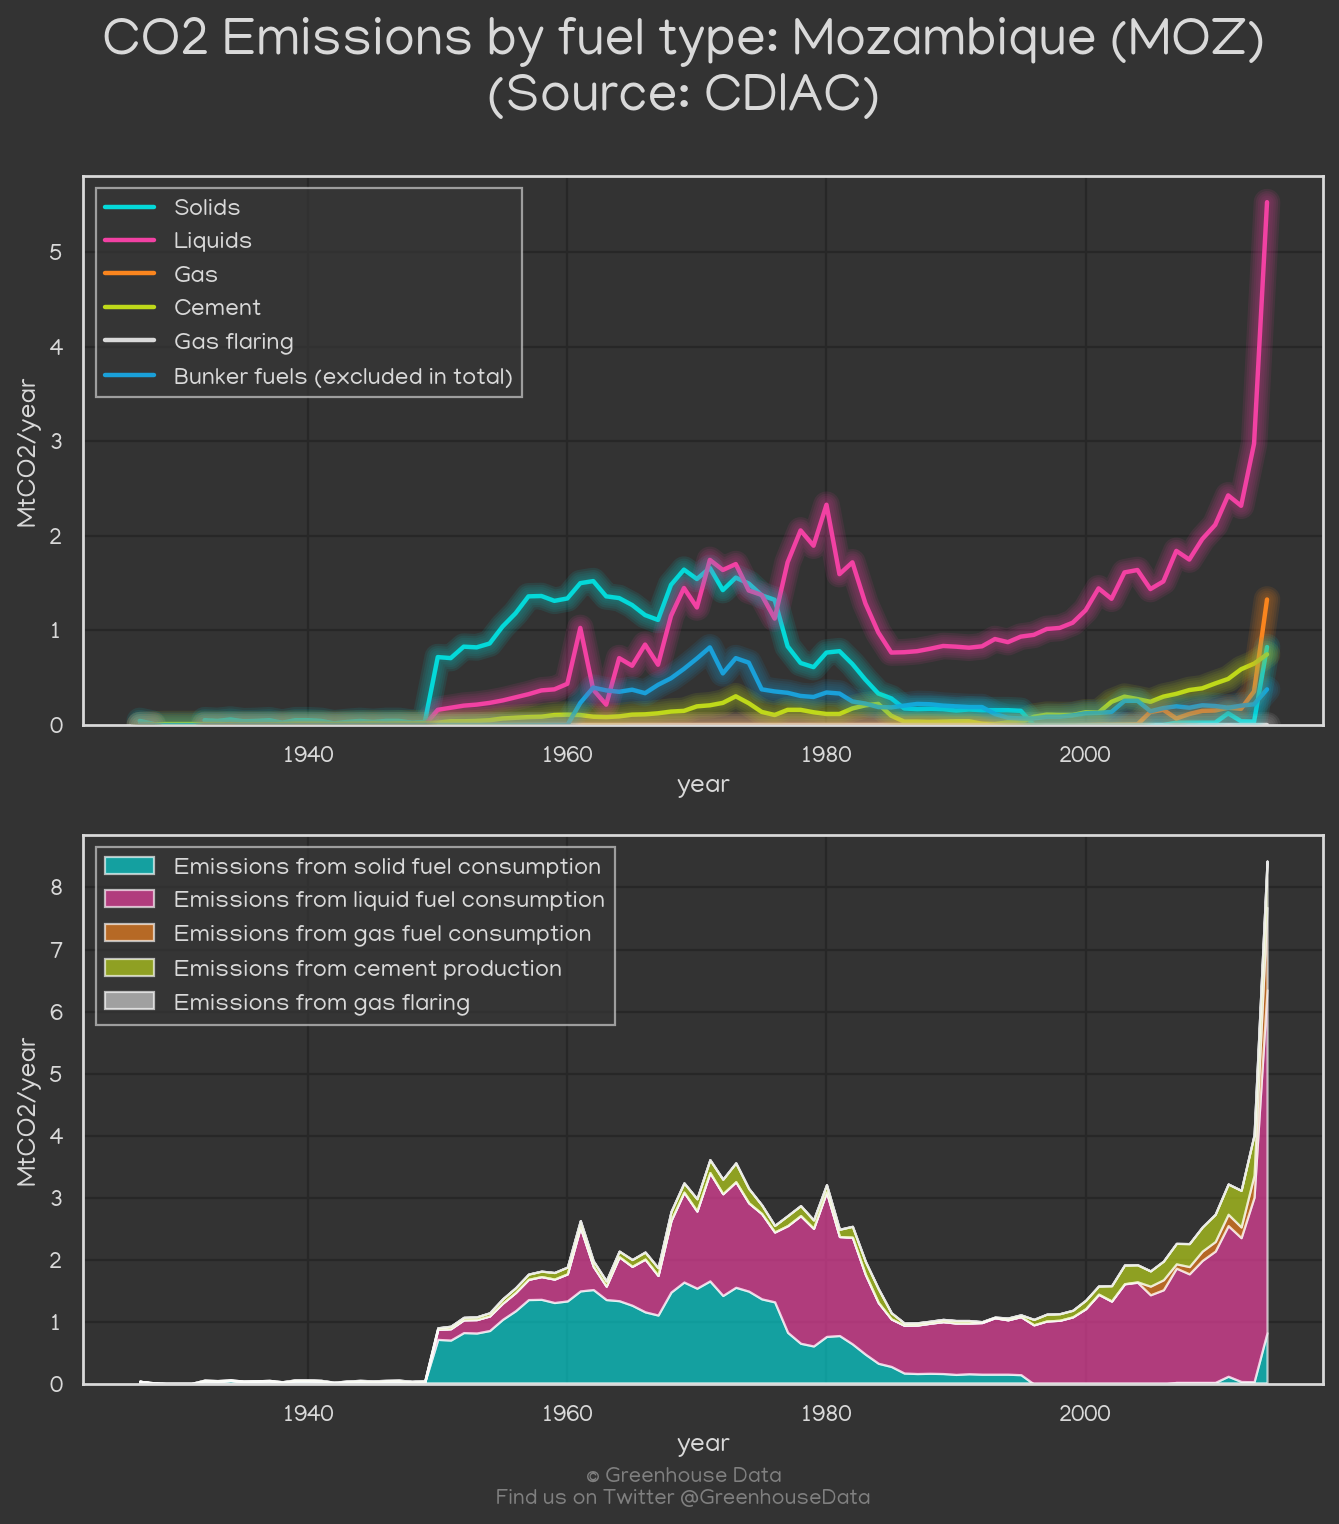 CO2 Emissions by fuel type: Mozambique (MOZ)
(Source: CDIAC)
Solids
Liquids
Gas
Cement
Gas flaring
Bunker fuels (excluded in total)
MtCO2/year
5
4
3
2
1
0
1940
1960
1980
2000
year
Emissions from solid fuel consumption
Emissions from liquid fuel consumption
Emissions from gas fuel consumption
Emissions from cement production
Emissions from gas flaring
MtCO2/year
8
7
6
5
4
3
2
1
0
1940
1960
1980
2000
year
© Greenhouse Data
Find us on Twitter @GreenhouseData